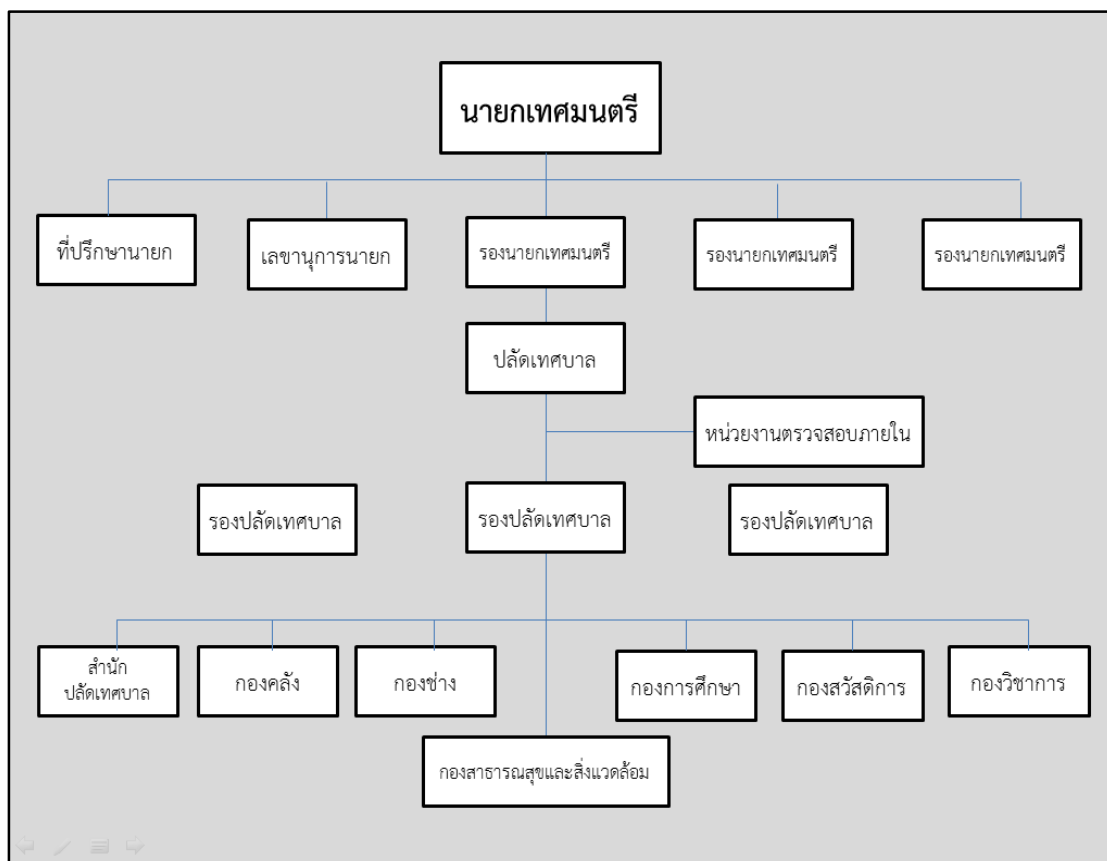 นายกเทศมนตรี
ที่ปรึกษานายก
เลขานุการนายก
รองนายกเทศมนตรี
รองนายกเทศมนตรี
รองนายกเทศมนตรี
ปลัดเทศบาล
หน่วยงานตรวจสอบภายใน
รองปลัดเทศบาล
รองปลัดเทศบาล
รองปลัดเทศบาล
สำนัก
ปลัดเทศบาล
กองคลัง
กองช่าง
กองการศึกษา
กองสวัสดิการ
กองวิชาการ
กองสาธารณสุขและสิ่งแวดล้อม